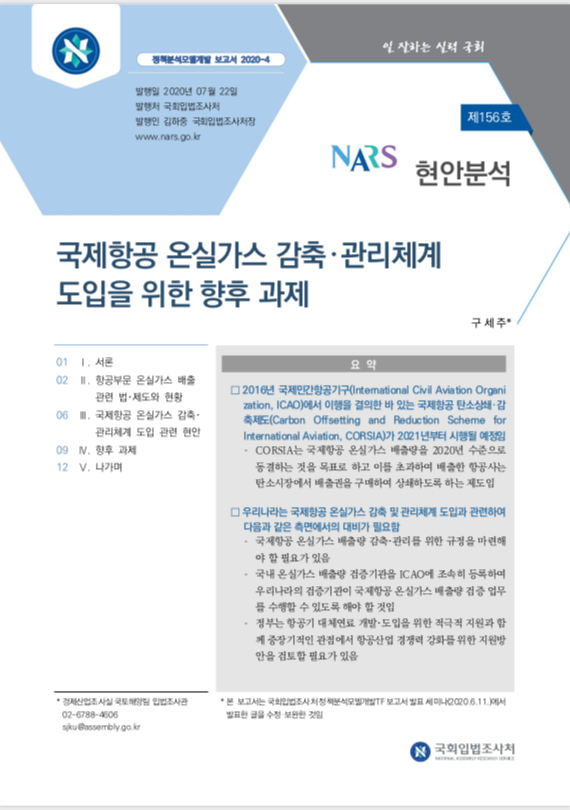 정책분석모델개발 보고서 2020-4
발행일 2020년 07월 22일
발행처 국회입법조사처
발행인 김하중 국회입법조사처장
www.nars.go.kr
일 잘하는 실력 국회
제156호
NARS 현안분석
국제항공 온실가스 감축·관리체계
도입을 위한 향후 과제
구세주*
01 Ⅰ. 서론
02 Ⅱ. 항공부문 온실가스 배출
관련 법·제도와 현황
06 Ⅲ. 국제항공 온실가스 감축·
관리체계 도입 관련 현안
09 Ⅳ. 향후 과제
12 Ⅴ. 나가며
요 약
□ 2016년 국제민간항공기구(International Civil Aviation Organi
zation, ICAO)에서 이행을 결의한 바 있는 국제항공 탄소상쇄·감
축제도(Carbon Offsetting and Reduction Scheme for
International Aviation, CORSIA)가 2021년부터 시행될 예정임
· CORSIA는 국제항공 온실가스 배출량을 2020년 수준으로
동결하는 것을 목표로 하고 이를 초과하여 배출한 항공사는
탄소시장에서 배출권을 구매하여 상쇄하도록 하는 제도임
□ 우리나라는 국제항공 온실가스 감축 및 관리체계 도입과 관련하여
다음과 같은 측면에서의 대비가 필요함
· 국제항공 온실가스 배출량 감축·관리를 위한 규정을 마련해
야 할 필요가 있음
· 국내 온실가스 배출량 검증기관을 ICAO에 조속히 등록하여
우리나라의 검증기관이 국제항공 온실가스 배출량 검증 업무
를 수행할 수 있도록 해야 할 것임
· 정부는 항공기 대체연료 개발·도입을 위한 적극적 지원과 함
께 중장기적인 관점에서 항공산업 경쟁력 강화를 위한 지원방
안을 검토할 필요가 있음
* 경제산업조사실 국토해양팀 입법조사관
02-6788-4606
sjku@assembly.go.kr
* 본 보고서는 국회입법조사처 정책분석모델개발TF 보고서 발표 세미나(2020.6.11.)에서
발표한 글을 수정·보완한 것임
국회입법조사처
NATIONAL ASSEMBLY RESEARCH SERVICE